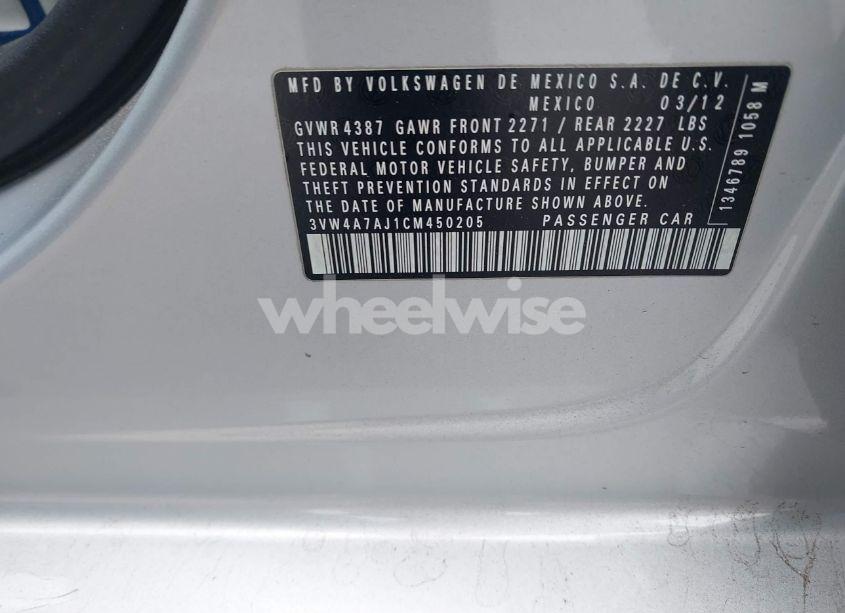 MFD BY VOLKSWAGEN DE MEXICO S.A. DE C.V.
MEXICO 03/12
GVWR 4387 GAWR FRONT 2271 / REAR 2227 LBS
THIS VEHICLE CONFORMS TO ALL APPLICABLE U.S.
FEDERAL MOTOR VEHICLE SAFETY, BUMPER AND
THEFT PREVENTION STANDARDS IN EFFECT ON
THE DATE OF MANUFACTURE SHOWN ABOVE.
3VW4A7AJ1CM450205 PASSENGER CAR
1346789 1058 M
wheelwise